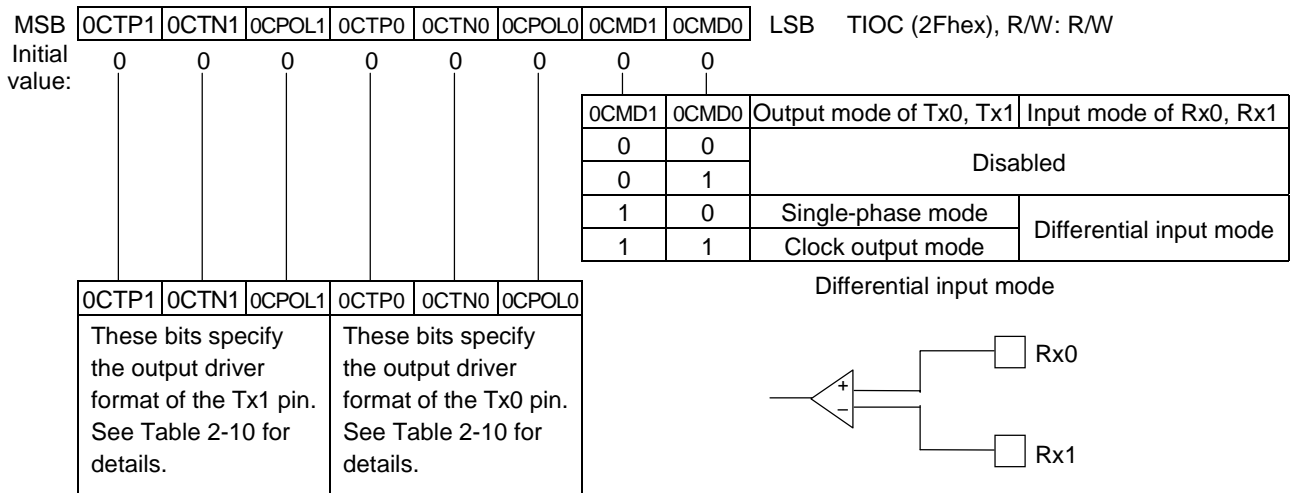 MSB 0CTP1 0CTN1 0CPOL1 0CTP0 0CTN0 0CPOL0 0CMD1 0CMD0 LSB TIOC (2Fhex), R/W: R/W
Initial value: 0 0 0 0 0 0 0 0
0CMD1 0CMD0 Output mode of Tx0, Tx1 Input mode of Rx0, Rx1
0 0 Disabled
0 1
1 0 Single-phase mode Differential input mode
1 1 Clock output mode
0CTP1 0CTN1 0CPOL1 0CTP0 0CTN0 0CPOL0
These bits specify
the output driver
format of the Tx1 pin.
See Table 2-10 for
details.
These bits specify
the output driver
format of the Tx0 pin.
See Table 2-10 for
details.
Differential input mode
Rx0
+
−
Rx1